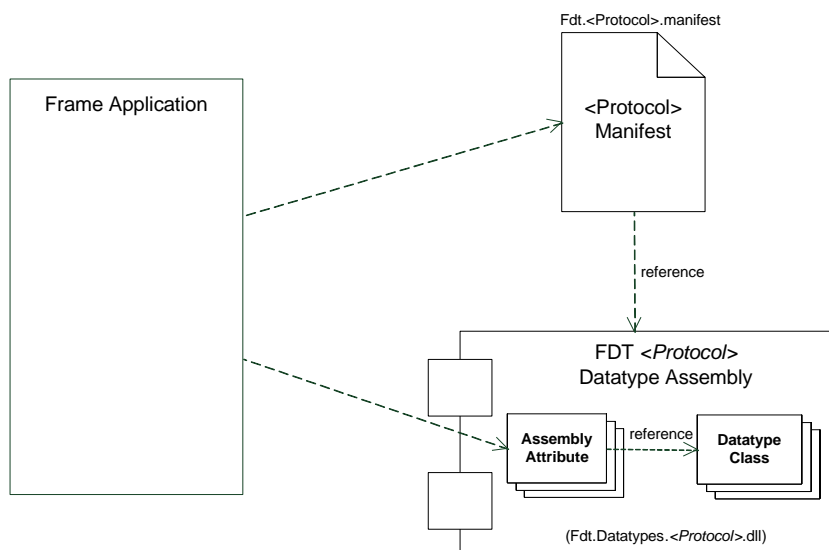 Fdt.<Protocol>.manifest
Frame Application
<Protocol>
Manifest
reference
FDT <Protocol>
Datatype Assembly
Assembly
Attribute
reference
Datatype
Class
(Fdt.Datatypes.<Protocol>.dll)